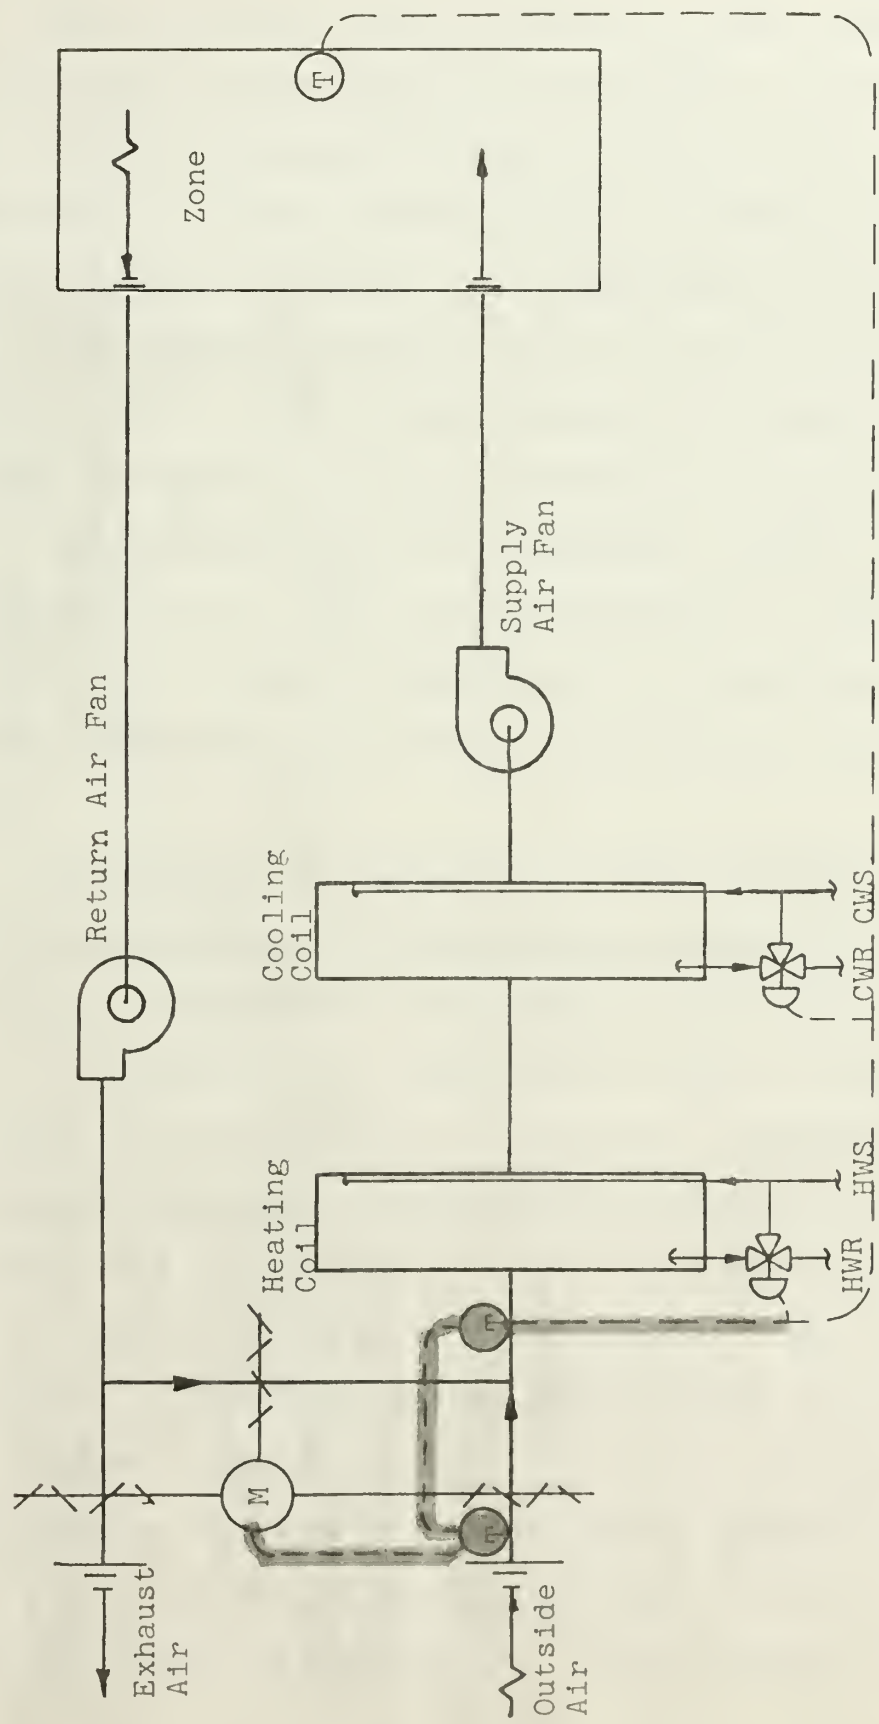 Exhaust
Air
Return Air Fan
Zone
T
M
Heating
Coil
Cooling
Coil
Supply
Air Fan
T
T
Outside
Air
HWR
HWS
CWR
CWS